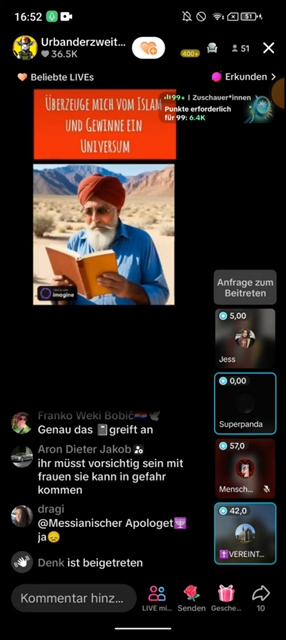 16:52
51
Urbanderzweit...
36.5K
400+
51
Beliebte LIVEs
Erkunden >
ÜBERZEUGE MICH VOM ISLAM
UND GEWINNE EIN
UNIVERSUM
99+ | Zuschauer*innen
Punkte erforderlich
für 99: 6.4K
imagine
Anfrage zum
Beitreten
5,00
Jess
0,00
Superpanda
57,0
Mensch...
42,0
VEREINT...
Franko Weki Bobić
Genau das greift an
Aron Dieter Jakob
ihr müsst vorsichtig sein mit
frauen sie kann in gefahr
kommen
dragi
@Messianischer Apologet
ja
Denk ist beigetreten
Kommentar hinz...
LIVE mi...
Senden
Gesche...
10